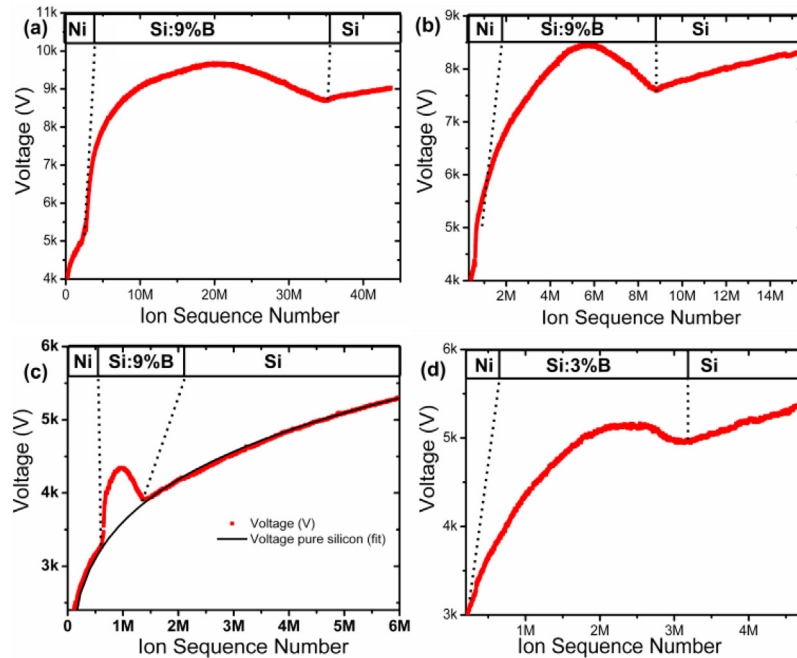 (a)
Ni Si:9%B Si
11k
10k
9k
8k
7k
6k
5k
4k
Voltage (V)
0 10M 20M 30M 40M
Ion Sequence Number
(b)
Ni Si:9%B Si
9k
8k
7k
6k
5k
4k
Voltage (V)
2M 4M 6M 8M 10M 12M 14M
Ion Sequence Number
(c)
Ni Si:9%B Si
6k
5k
4k
3k
Voltage (V)
Voltage (V)
Voltage pure silicon (fit)
0 1M 2M 3M 4M 5M 6M
Ion Sequence Number
(d)
Ni Si:3%B Si
6k
5k
4k
3k
Voltage (V)
1M 2M 3M 4M
Ion Sequence Number